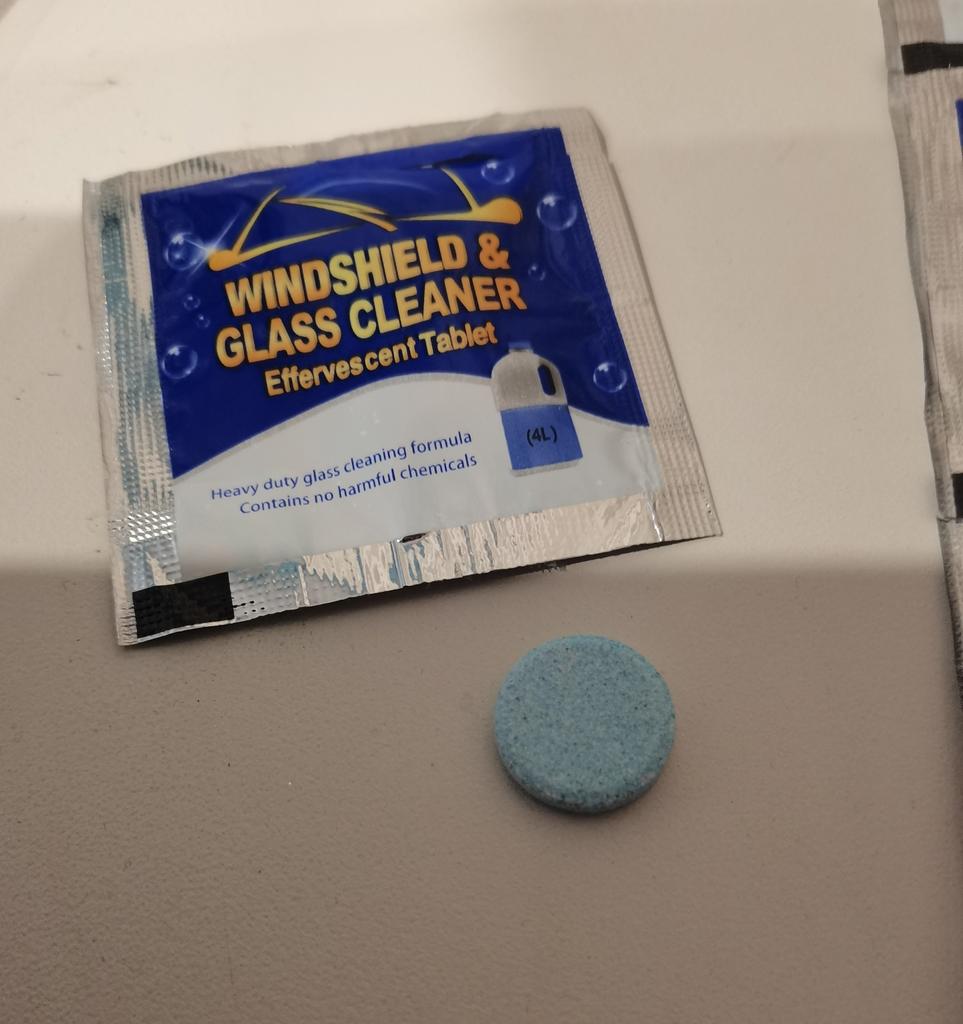 WINDSHIELD &
GLASS CLEANER
Effervescent Tablet
(4L)
Heavy duty glass cleaning formula
Contains no harmful chemicals